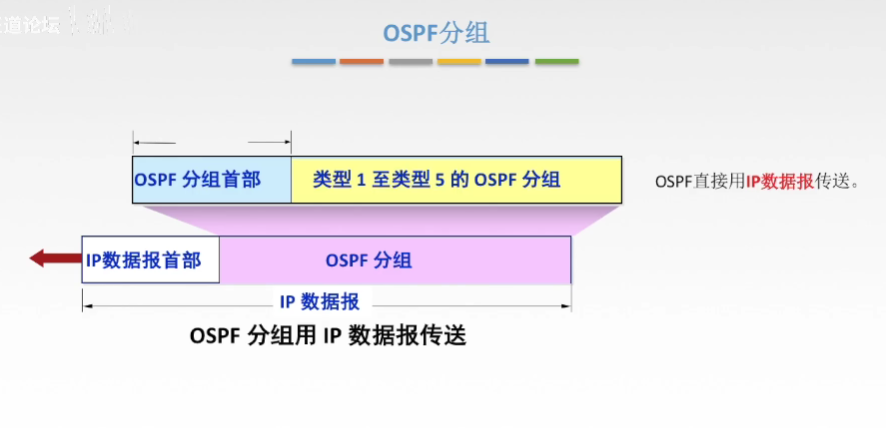 道论坛
OSPF分组
OSPF 分组首部
类型 1 至类型 5 的 OSPF 分组
OSPF直接用IP数据报传送。
IP数据报首部
OSPF 分组
IP 数据报
OSPF 分组用 IP 数据报传送